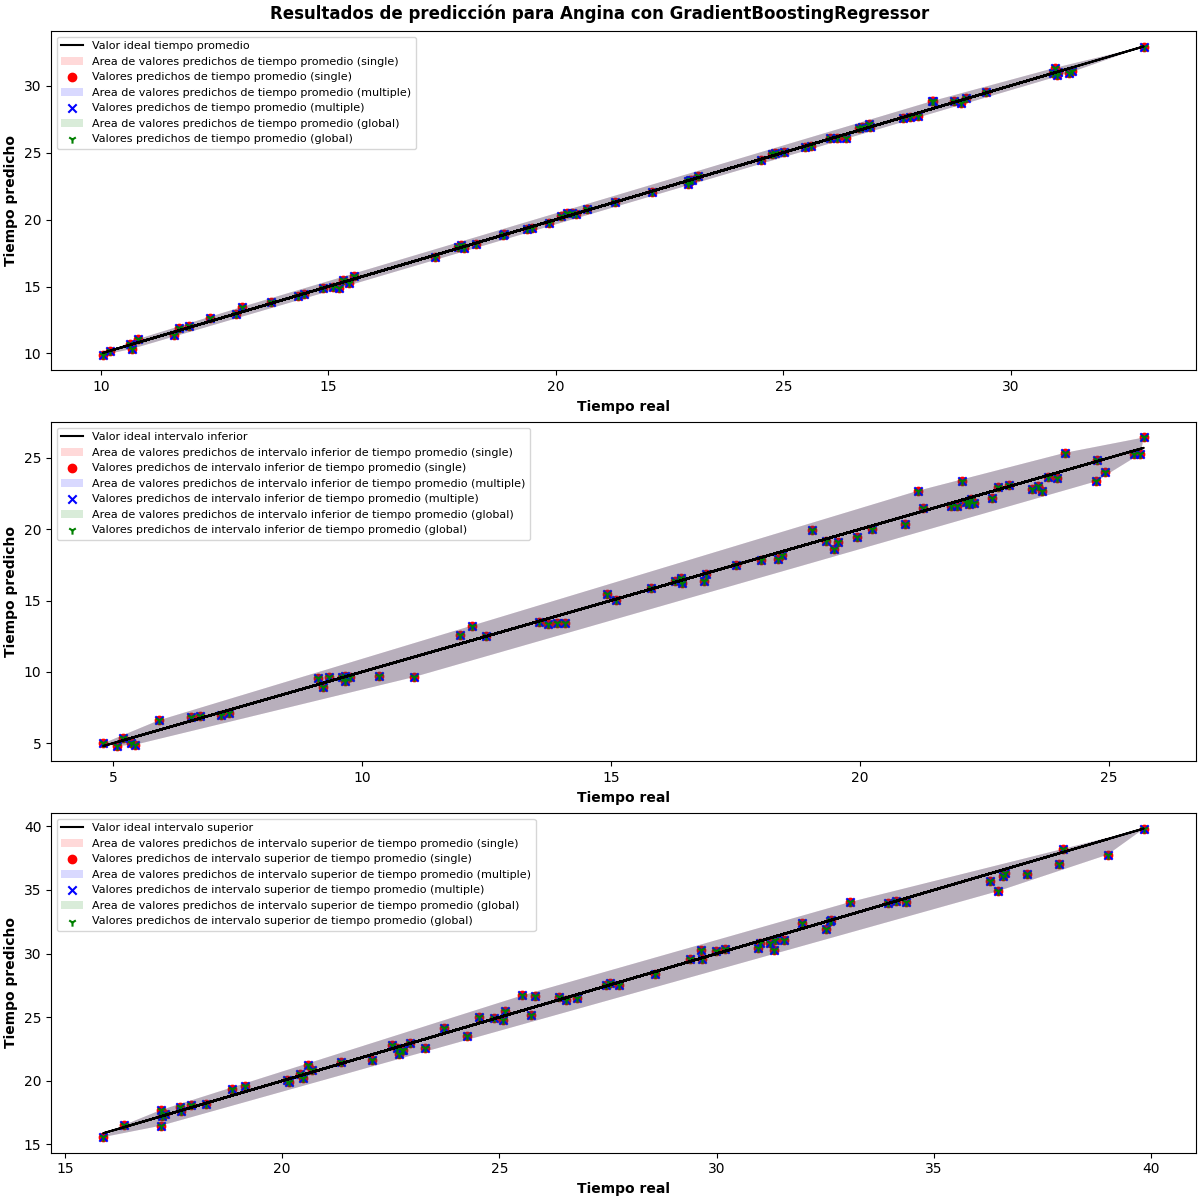 Resultados de predicción para Angina con GradientBoostingRegressor
Valor ideal tiempo promedio
Area de valores predichos de tiempo promedio (single)
Valores predichos de tiempo promedio (single)
Area de valores predichos de tiempo promedio (multiple)
Valores predichos de tiempo promedio (multiple)
Area de valores predichos de tiempo promedio (global)
Valores predichos de tiempo promedio (global)
Tiempo predicho
30
25
20
15
10
10 15 20 25 30
Tiempo real
Valor ideal intervalo inferior
Area de valores predichos de intervalo inferior de tiempo promedio (single)
Valores predichos de intervalo inferior de tiempo promedio (single)
Area de valores predichos de intervalo inferior de tiempo promedio (multiple)
Valores predichos de intervalo inferior de tiempo promedio (multiple)
Area de valores predichos de intervalo inferior de tiempo promedio (global)
Valores predichos de intervalo inferior de tiempo promedio (global)
Tiempo predicho
25
20
15
10
5
5 10 15 20 25
Tiempo real
Valor ideal intervalo superior
Area de valores predichos de intervalo superior de tiempo promedio (single)
Valores predichos de intervalo superior de tiempo promedio (single)
Area de valores predichos de intervalo superior de tiempo promedio (multiple)
Valores predichos de intervalo superior de tiempo promedio (multiple)
Area de valores predichos de intervalo superior de tiempo promedio (global)
Valores predichos de intervalo superior de tiempo promedio (global)
Tiempo predicho
40
35
30
25
20
15
15 20 25 30 35 40
Tiempo real